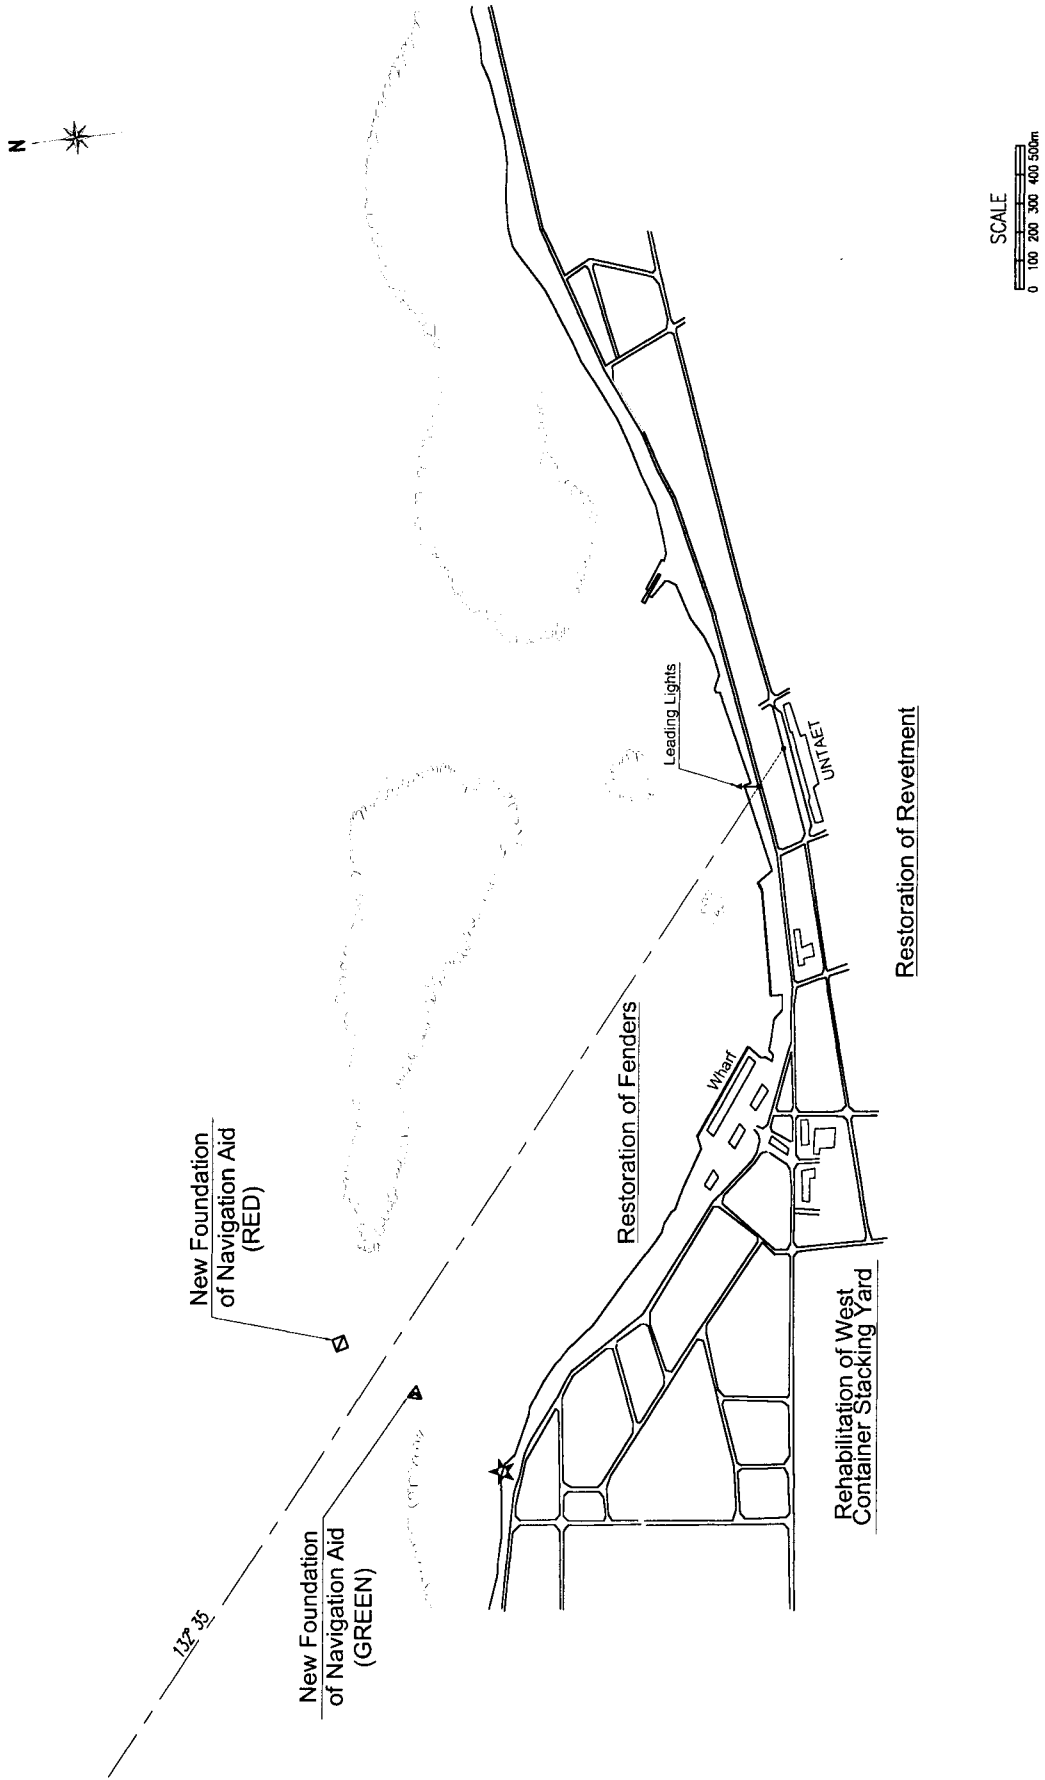 N
SCALE
0 100 200 300 400 500m
New Foundation
of Navigation Aid
(RED)
New Foundation
of Navigation Aid
(GREEN)
132° 35
Leading Lights
UNTAET
Wharf
Restoration of Fenders
Restoration of Revetment
Rehabilitation of West
Container Stacking Yard